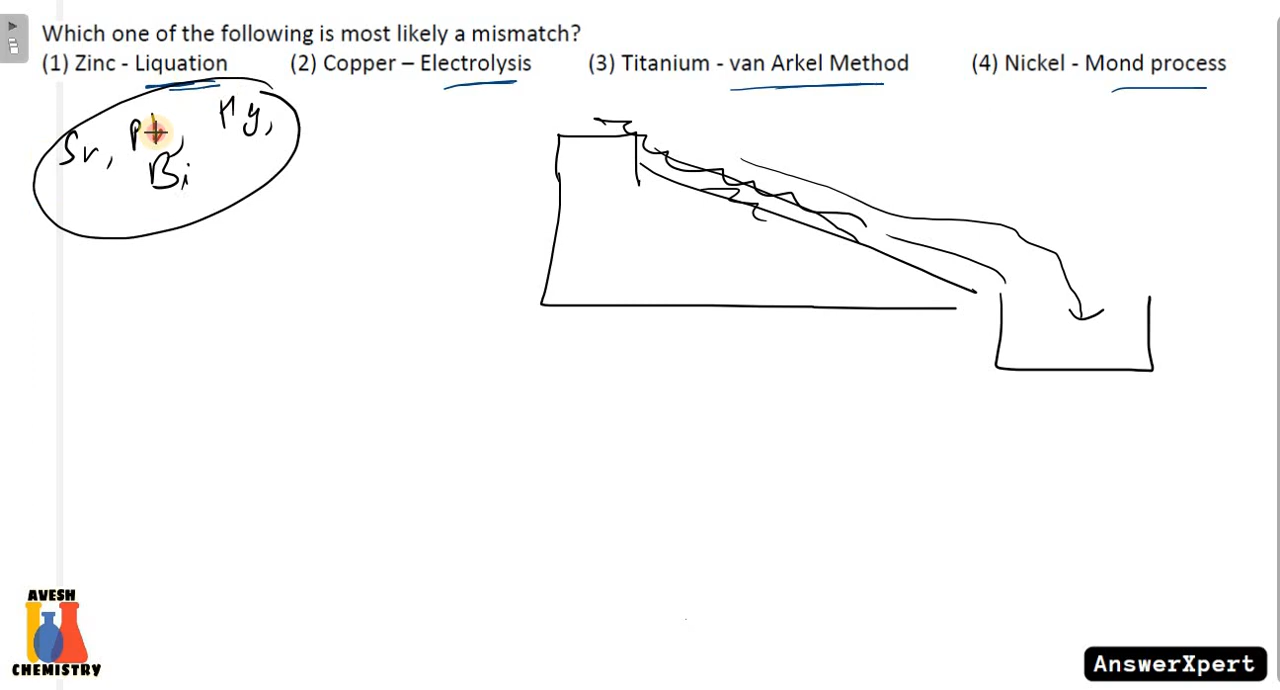 Which one of the following is most likely a mismatch?
(1) Zinc - Liquation (2) Copper – Electrolysis (3) Titanium - van Arkel Method (4) Nickel - Mond process
Hg,
Sn, Pb,
Bi
AVESH
CHEMISTRY
AnswerXpert